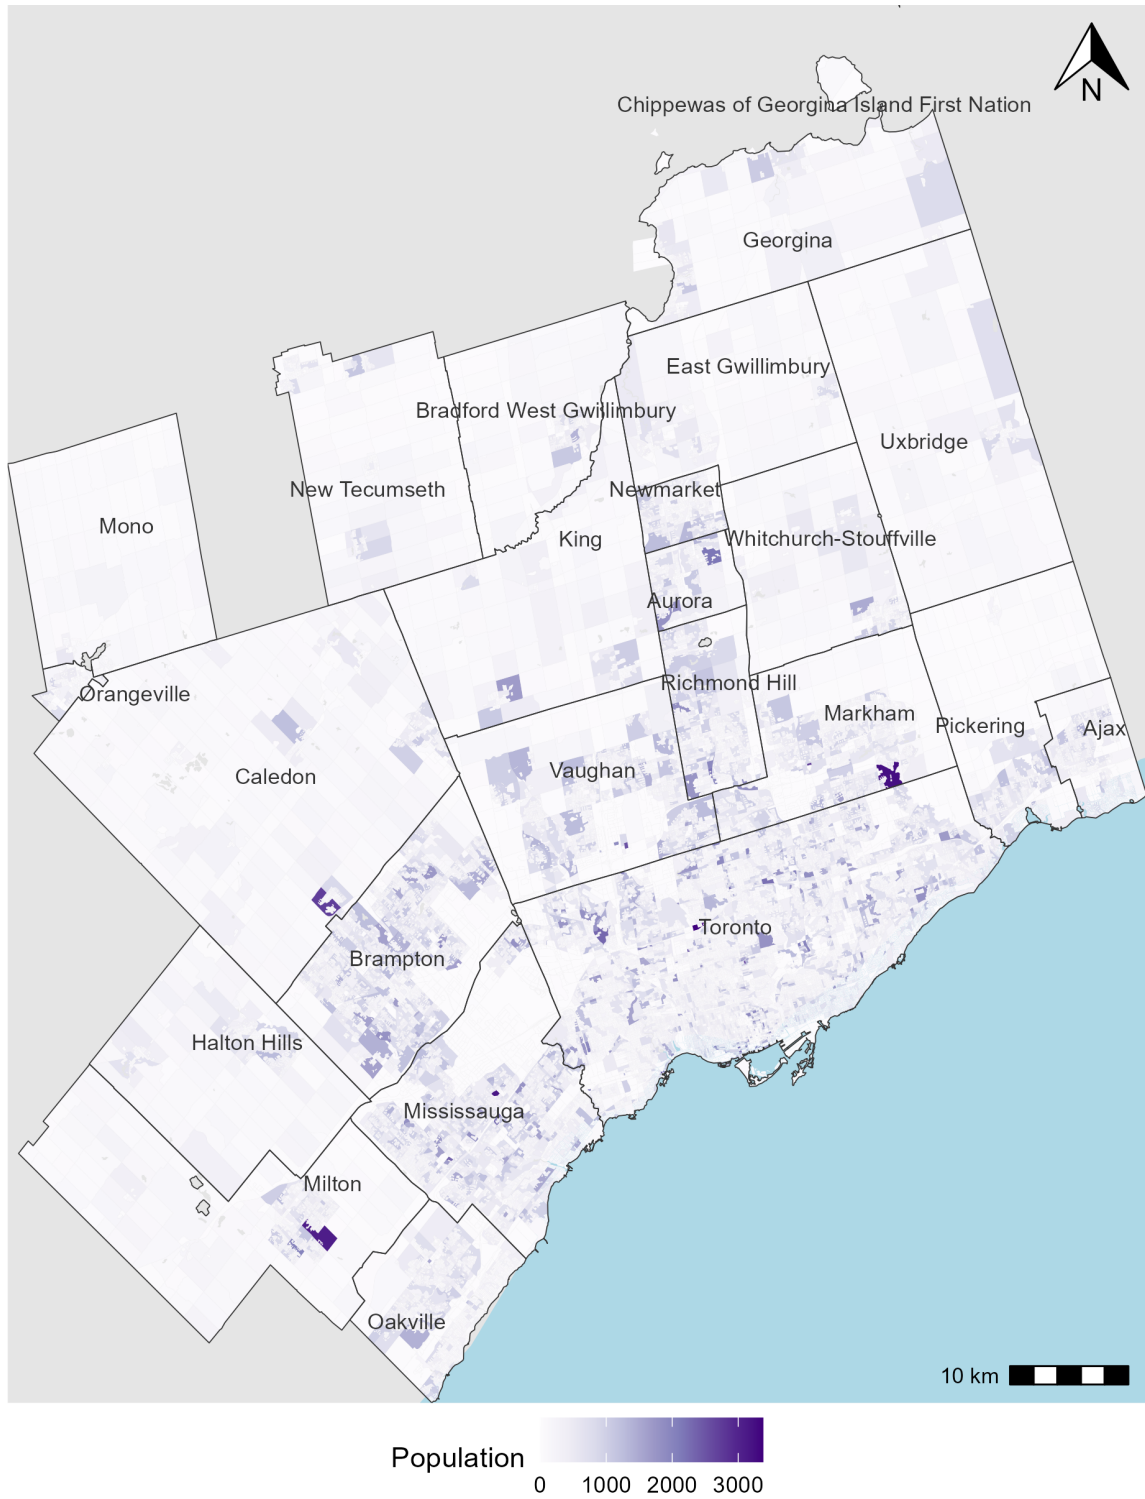 N
Chippewas of Georgina Island First Nation
Georgina
East Gwillimbury
Bradford West Gwillimbury
Uxbridge
New Tecumseth
Newmarket
Mono
King
Whitchurch-Stouffville
Aurora
Richmond Hill
Orangeville
Markham
Pickering
Ajax
Caledon
Vaughan
Toronto
Brampton
Halton Hills
Mississauga
Milton
Oakville
10 km
Population
0 1000 2000 3000